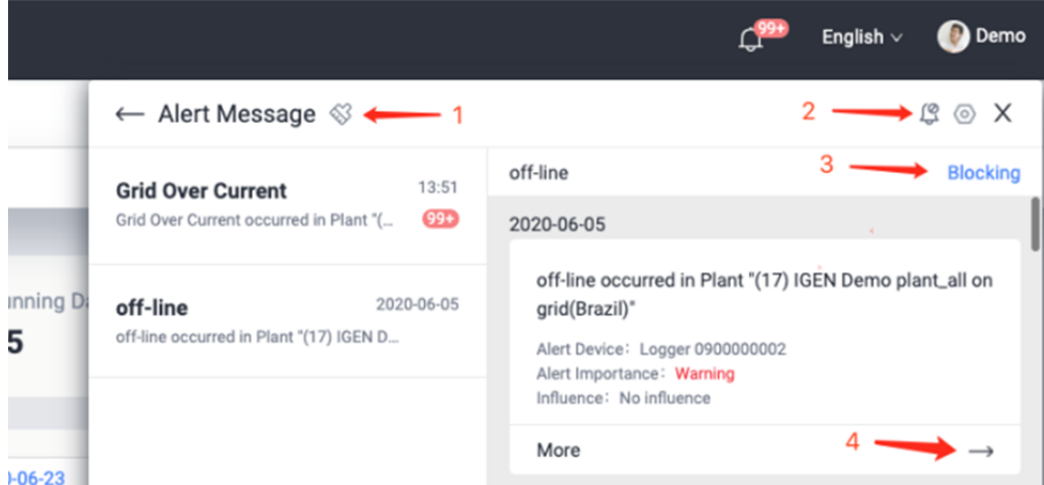 99+
English
Demo
Alert Message
1
2
3
off-line
Blocking
Grid Over Current
13:51
Grid Over Current occurred in Plant "(...
99+
2020-06-05
off-line occurred in Plant "(17) IGEN Demo plant_all on
grid(Brazil)"
off-line
2020-06-05
off-line occurred in Plant "(17) IGEN D...
Alert Device: Logger 0900000002
Alert Importance: Warning
Influence: No influence
5
More
4
-06-23